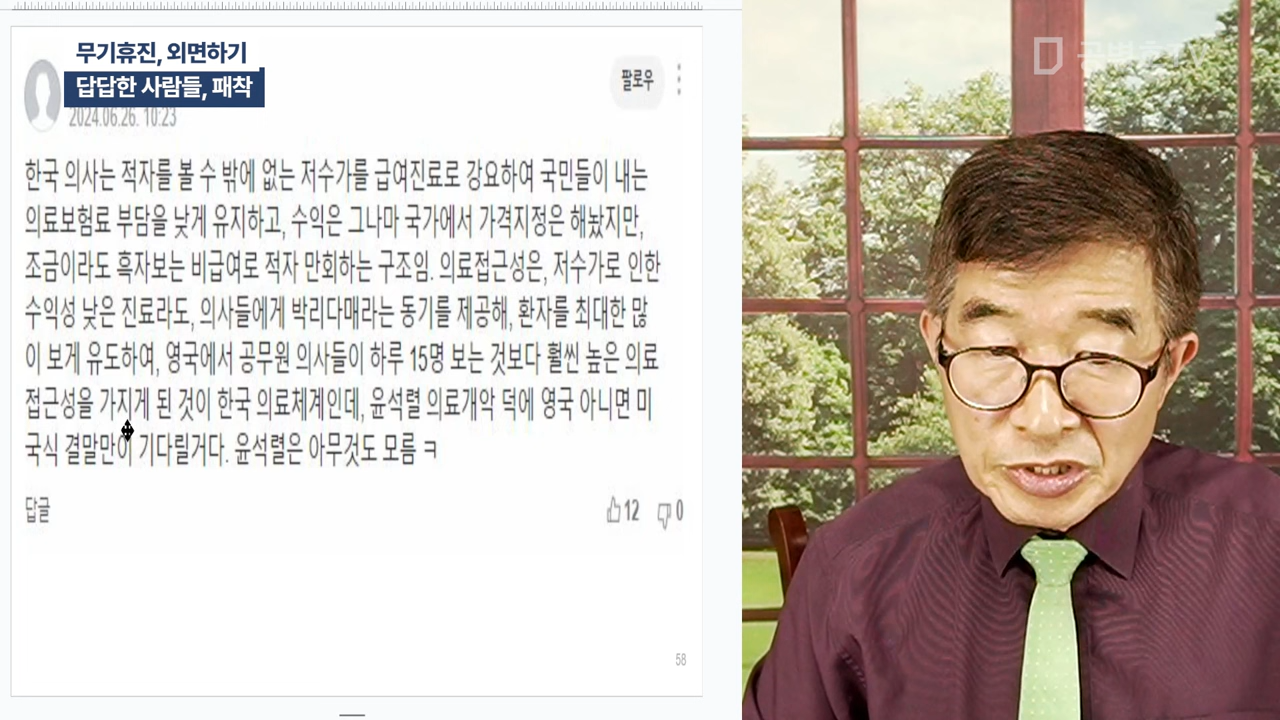 무기휴진, 외면하기
답답한 사람들, 패착
팔로우
2024.06.26. 10:23
한국 의사는 적자를 볼 수 밖에 없는 저수가를 급여진료로 강요하여 국민들이 내는
의료보험료 부담을 낮게 유지하고, 수익은 그나마 국가에서 가격지정은 해놨지만,
조금이라도 흑자보는 비급여로 적자 만회하는 구조임. 의료접근성은, 저수가로 인한
수익성 낮은 진료라도, 의사들에게 박리다매라는 동기를 제공해, 환자를 최대한 많
이 보게 유도하여, 영국에서 공무원 의사들이 하루 15명 보는 것보다 훨씬 높은 의료
접근성을 가지게 된 것이 한국 의료체계인데, 윤석렬 의료개악 덕에 영국 아니면 미
국식 결말만이 기다릴거다. 윤석렬은 아무것도 모름 ㅋ
답글
12 0
58
공병호TV